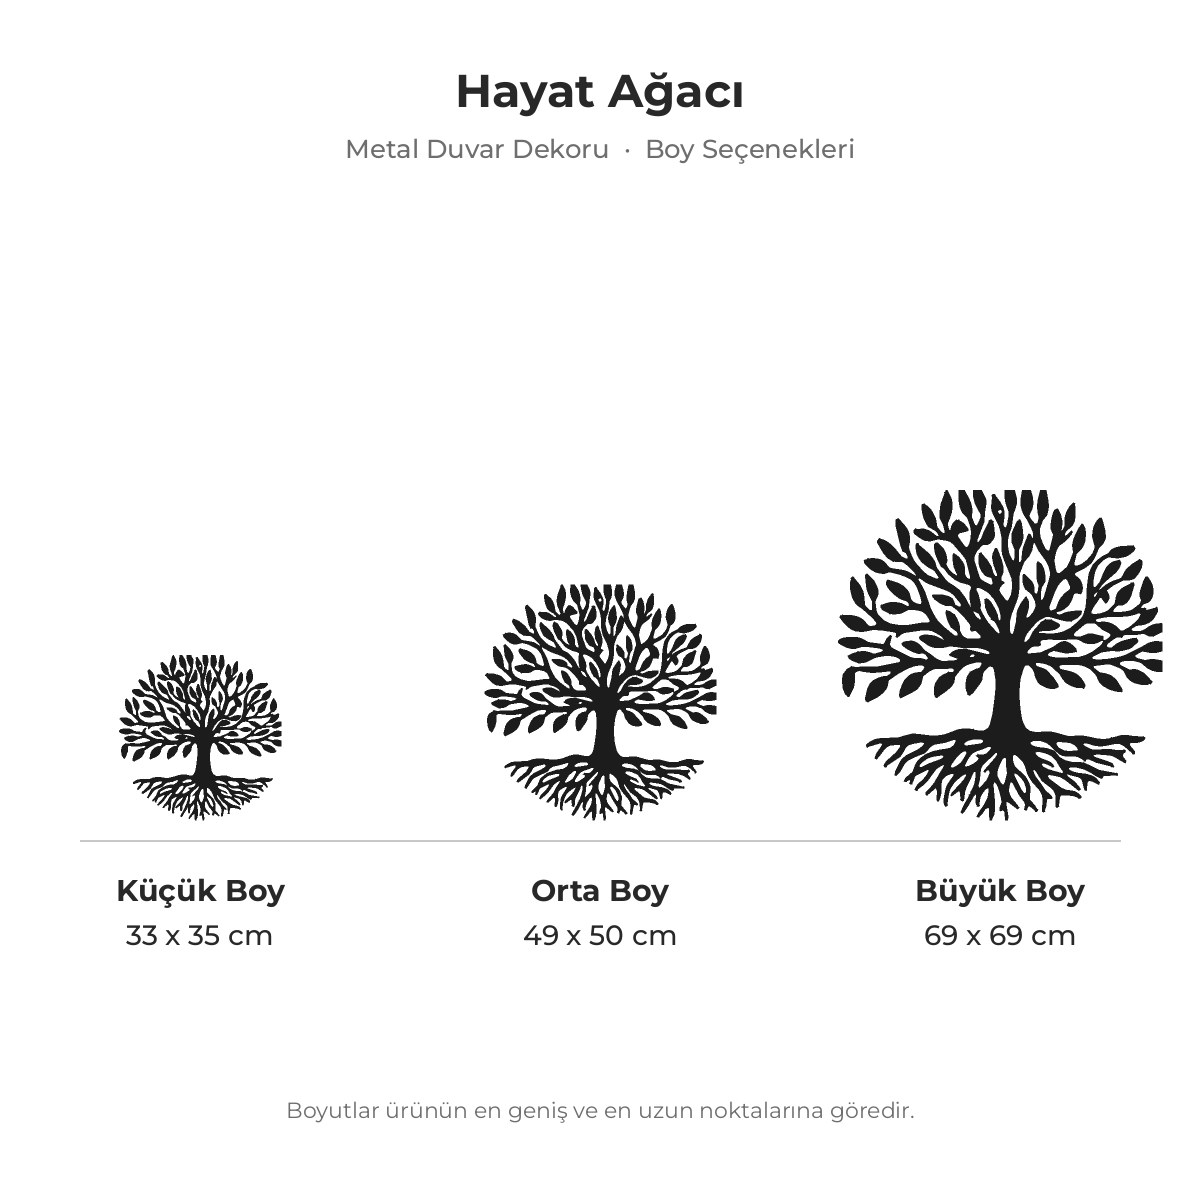 Hayat Ağacı
Metal Duvar Dekoru · Boy Seçenekleri
Küçük Boy
33 x 35 cm
Orta Boy
49 x 50 cm
Büyük Boy
69 x 69 cm
Boyutlar ürünün en geniş ve en uzun noktalarına göredir.